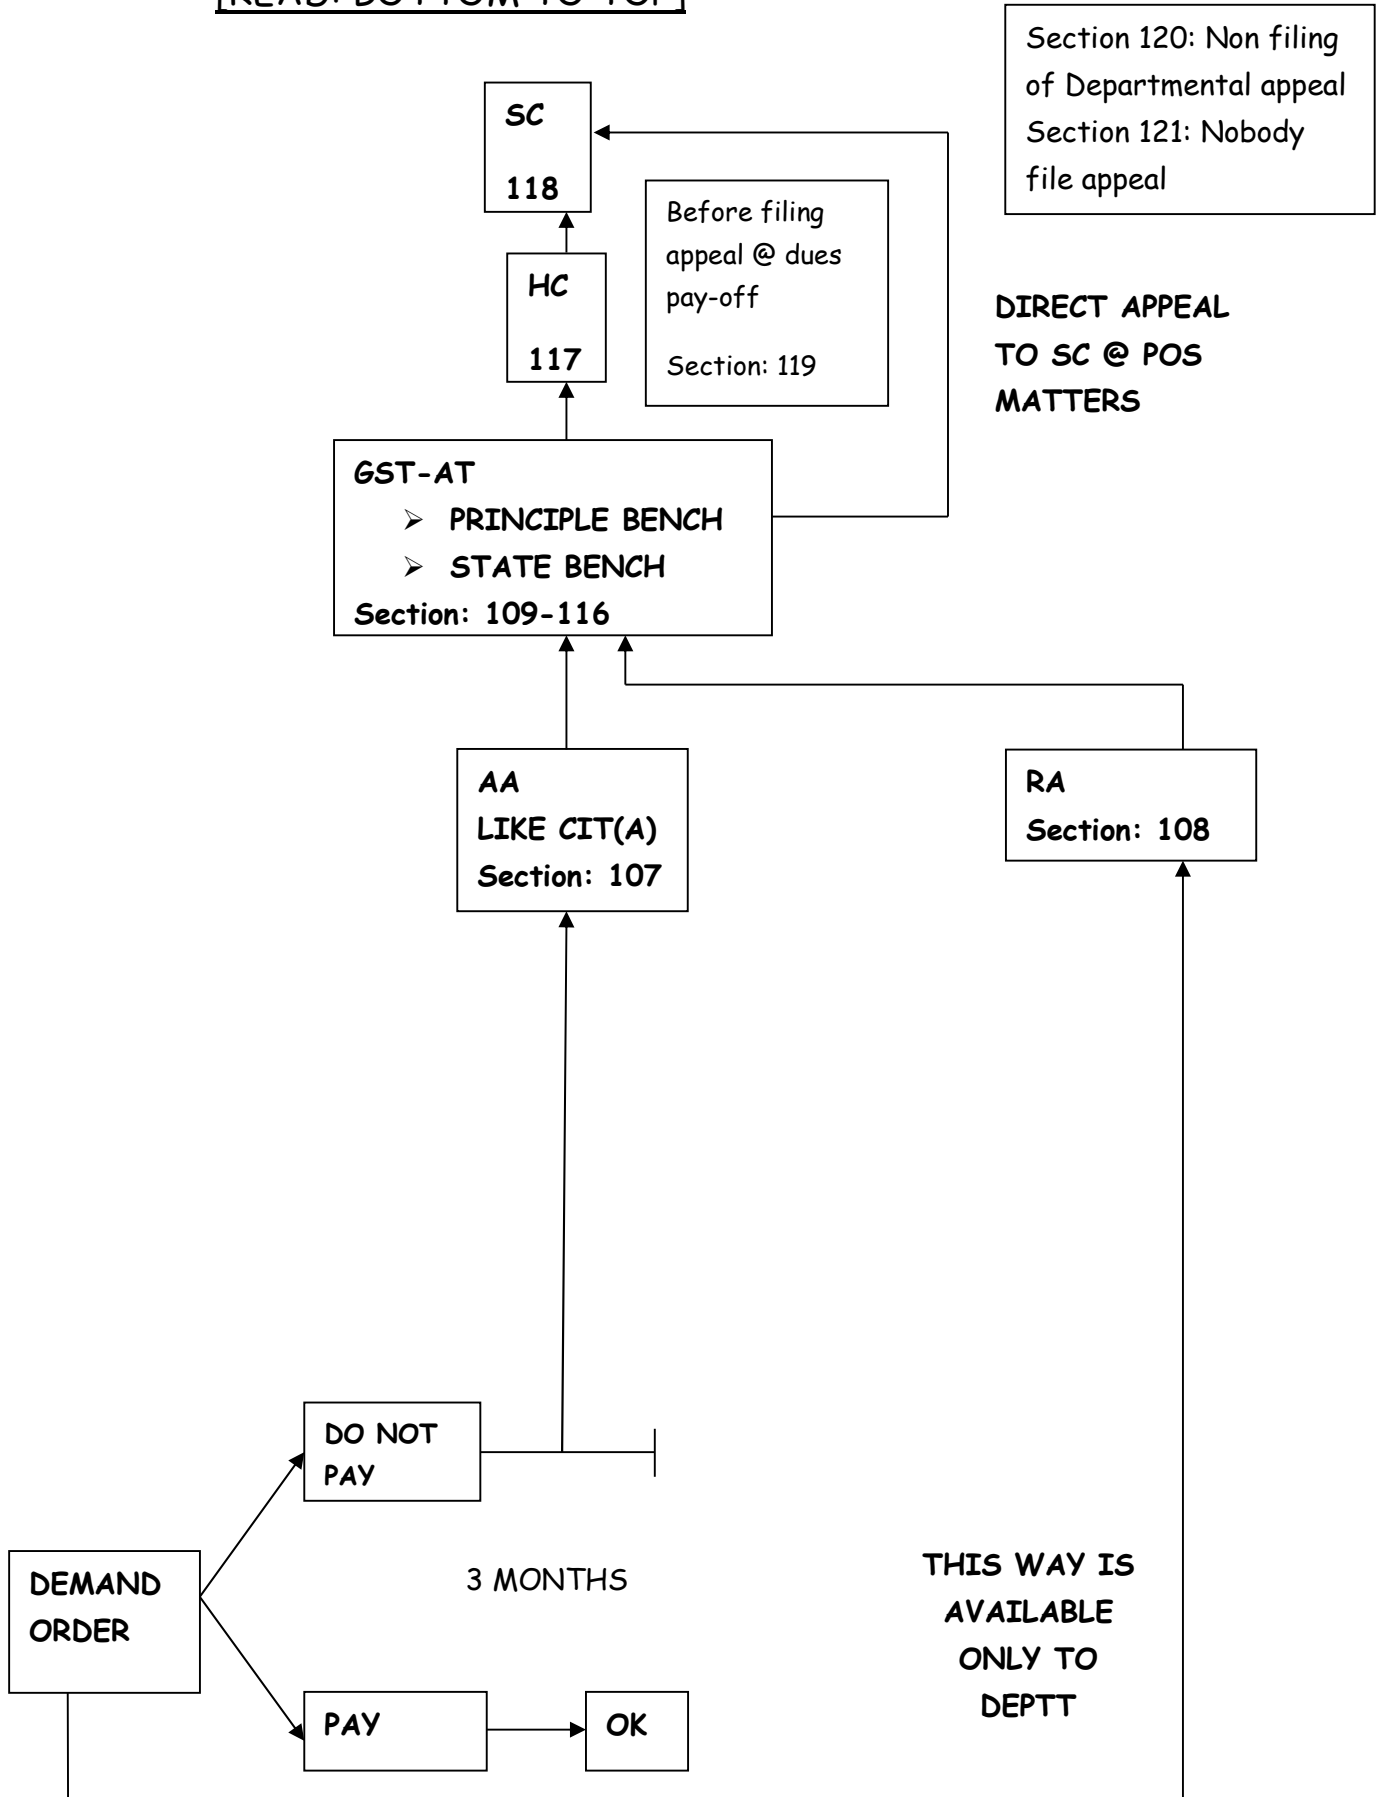 [READ: BOTTOM TO TOP]
Section 120: Non filing
of Departmental appeal
Section 121: Nobody
file appeal
SC
118
Before filing
appeal @ dues
pay-off
Section: 119
HC
117
DIRECT APPEAL
TO SC @ POS
MATTERS
GST-AT
➢ PRINCIPLE BENCH
➢ STATE BENCH
Section: 109-116
AA
LIKE CIT(A)
Section: 107
RA
Section: 108
DO NOT
PAY
DEMAND
ORDER
3 MONTHS
THIS WAY IS
AVAILABLE
ONLY TO
DEPTT
PAY
OK